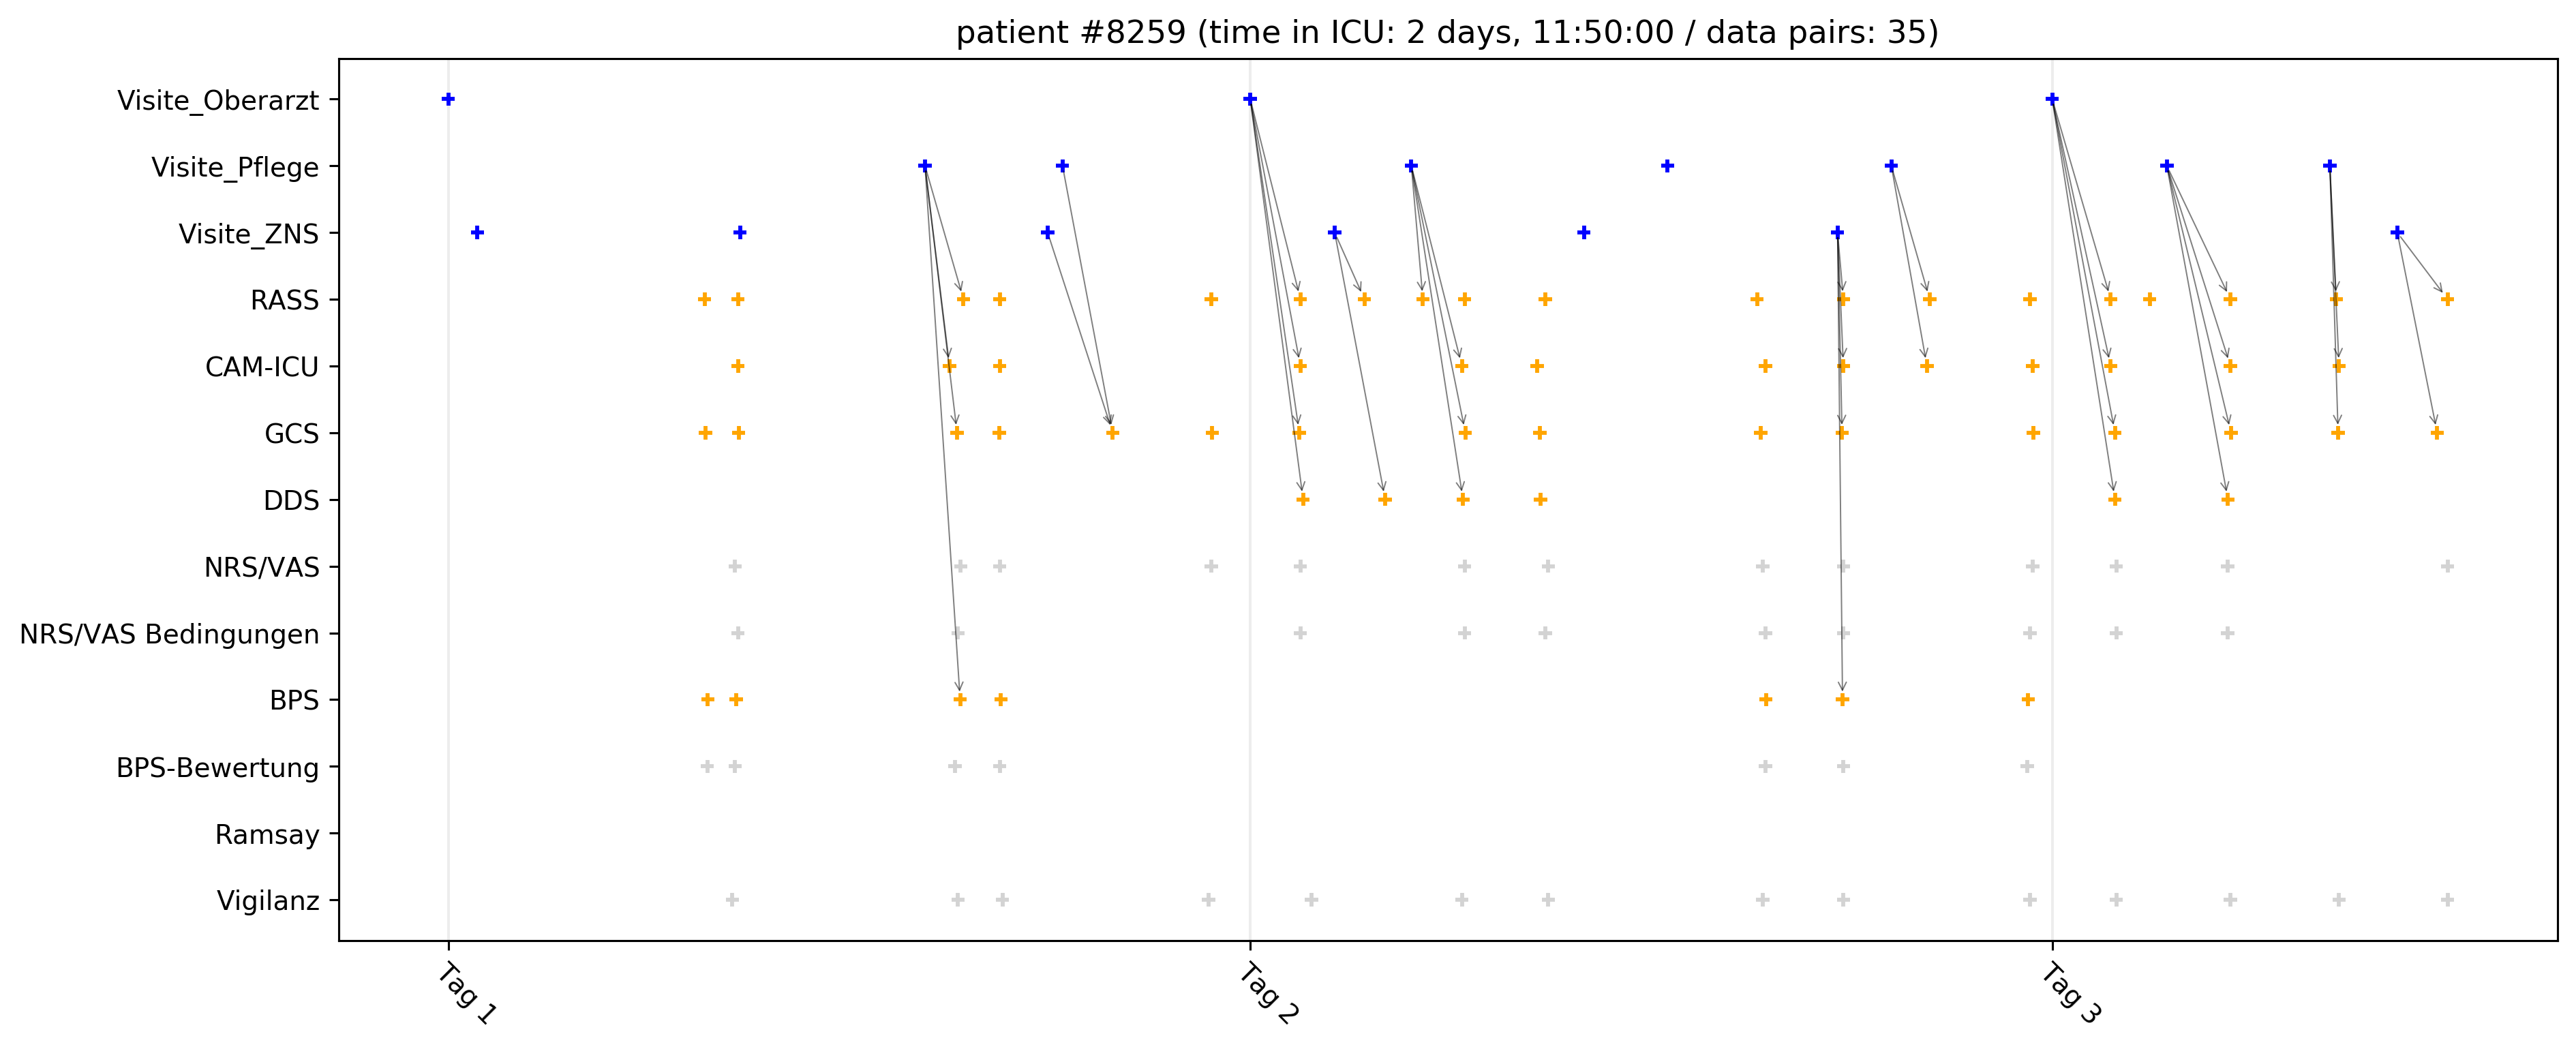 patient #8259 (time in ICU: 2 days, 11:50:00 / data pairs: 35)
Visite_Oberarzt
Visite_Pflege
Visite_ZNS
RASS
CAM-ICU
GCS
DDS
NRS/VAS
NRS/VAS Bedingungen
BPS
BPS-Bewertung
Ramsay
Vigilanz
Tag 1
Tag 2
Tag 3